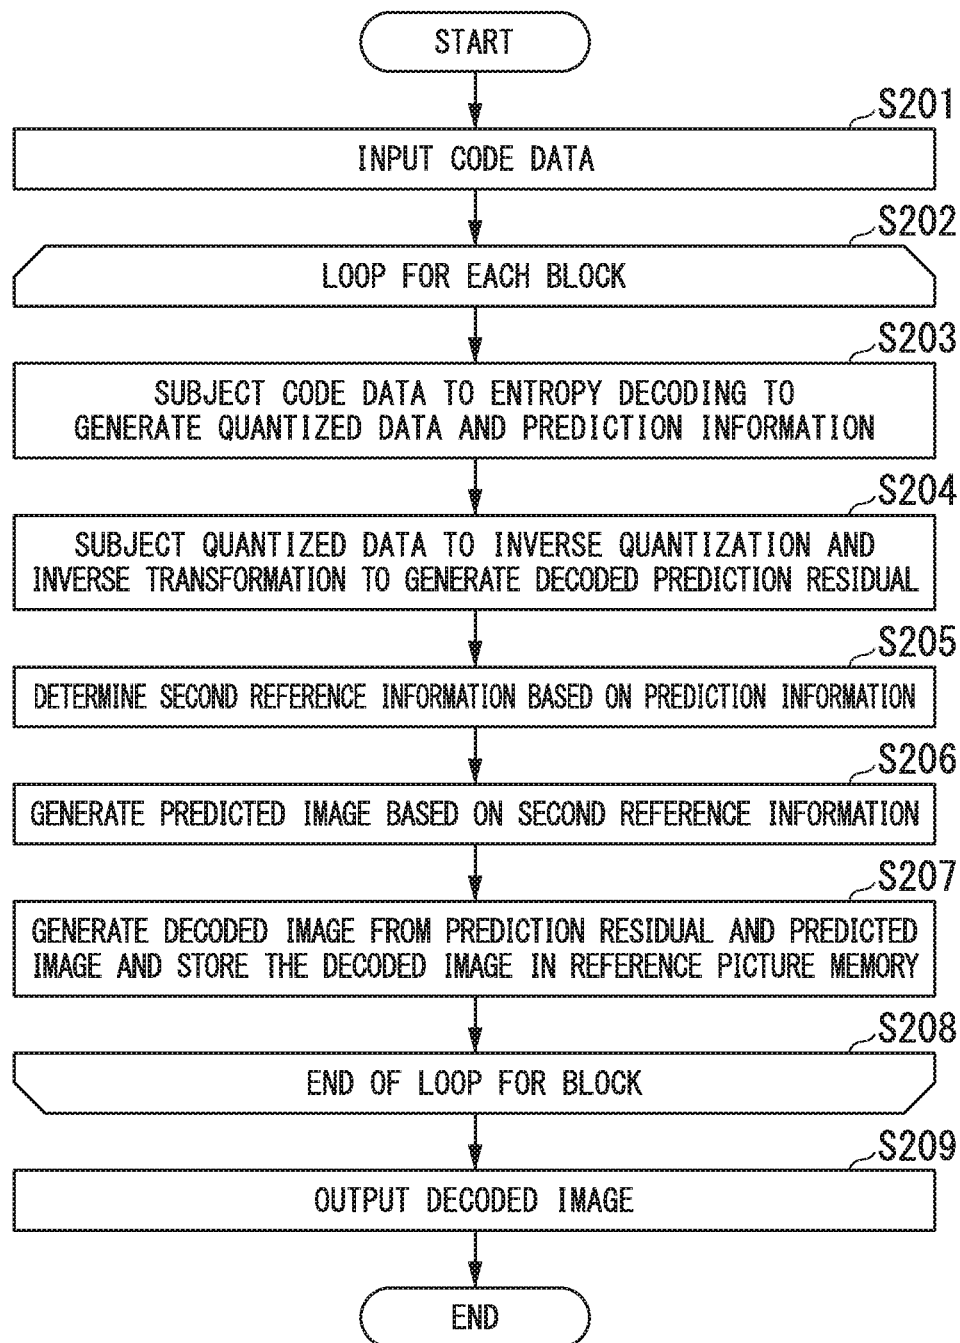 START
S201
INPUT CODE DATA
S202
LOOP FOR EACH BLOCK
S203
SUBJECT CODE DATA TO ENTROPY DECODING TO
GENERATE QUANTIZED DATA AND PREDICTION INFORMATION
S204
SUBJECT QUANTIZED DATA TO INVERSE QUANTIZATION AND
INVERSE TRANSFORMATION TO GENERATE DECODED PREDICTION RESIDUAL
S205
DETERMINE SECOND REFERENCE INFORMATION BASED ON PREDICTION INFORMATION
S206
GENERATE PREDICTED IMAGE BASED ON SECOND REFERENCE INFORMATION
S207
GENERATE DECODED IMAGE FROM PREDICTION RESIDUAL AND PREDICTED
IMAGE AND STORE THE DECODED IMAGE IN REFERENCE PICTURE MEMORY
S208
END OF LOOP FOR BLOCK
S209
OUTPUT DECODED IMAGE
END